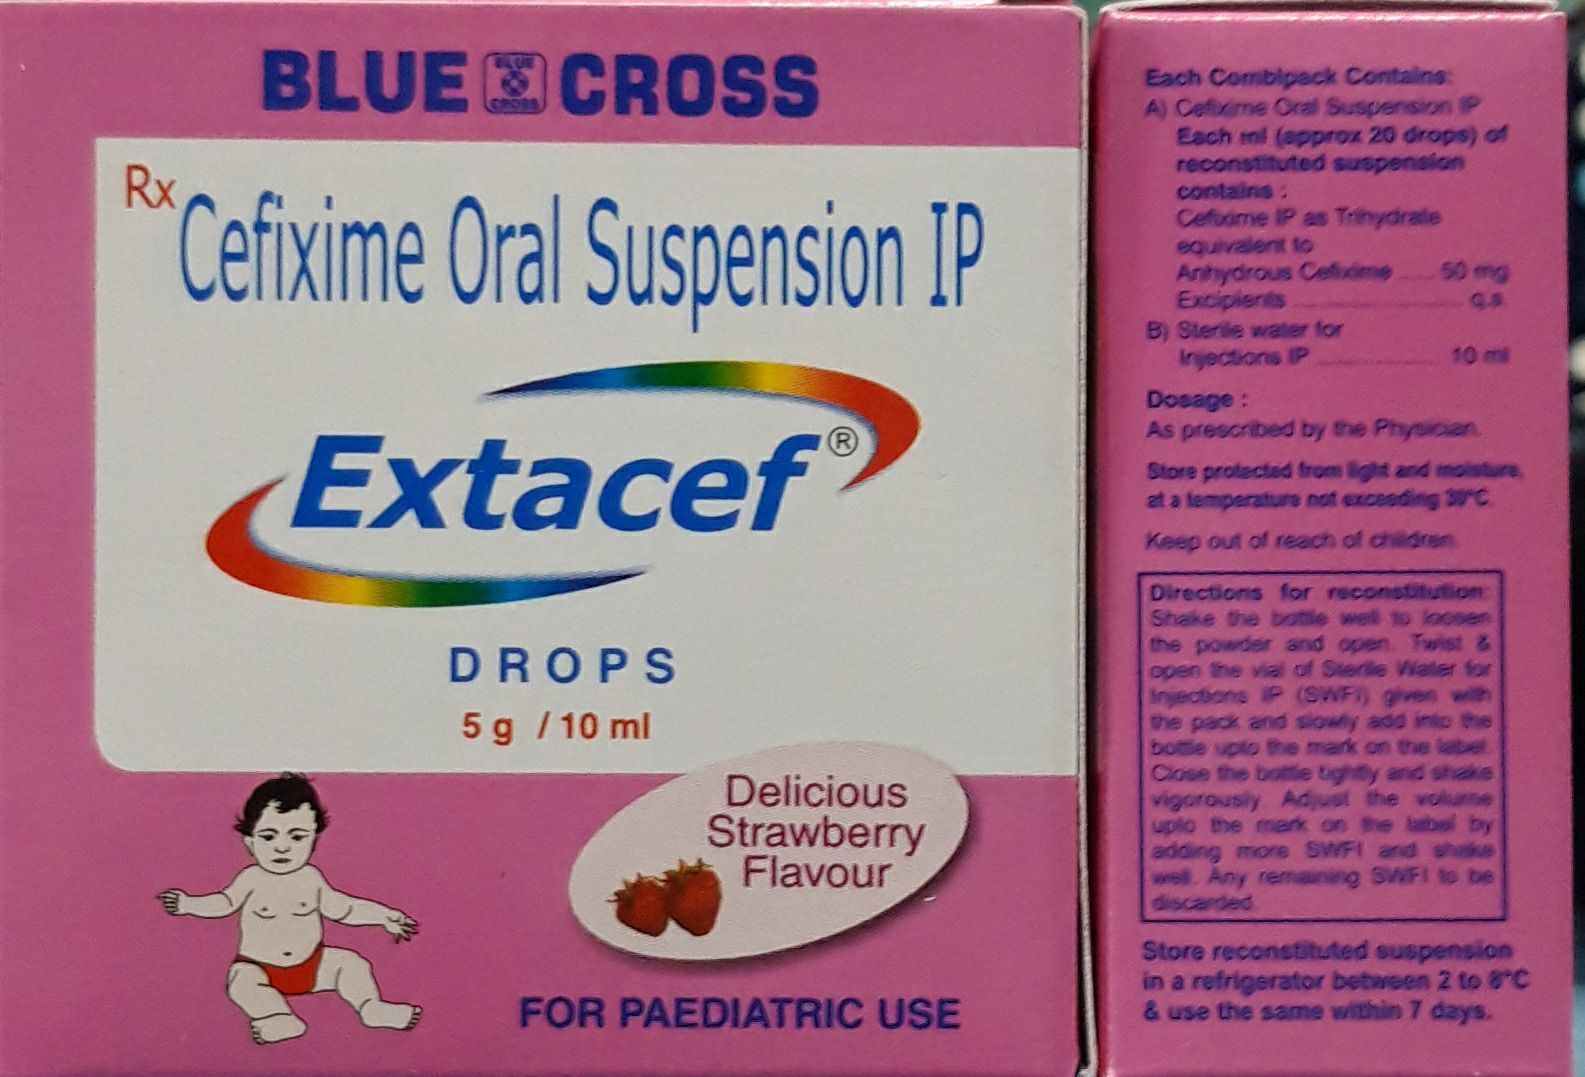 BLUE CROSS
BLUE
CROSS
Rx
Cefixime Oral Suspension IP
Extacef®
DROPS
5 g / 10 ml
Delicious
Strawberry
Flavour
FOR PAEDIATRIC USE
Each Combipack Contains:
A) Cefixime Oral Suspension IP
Each ml (approx 20 drops) of
reconstituted suspension
contains :
Cefixime IP as Trihydrate
equivalent to
Anhydrous Cefixime ...... 50 mg
Excipients ........................ q.s
B) Sterile water for
Injections IP ................. 10 ml
Dosage :
As prescribed by the Physician.
Store protected from light and moisture,
at a temperature not exceeding 30°C.
Keep out of reach of children.
Directions for reconstitution:
Shake the bottle well to loosen
the powder and open. Twist &
open the vial of Sterile Water for
Injections IP (SWFI) given with
the pack and slowly add into the
bottle upto the mark on the label.
Close the bottle tightly and shake
vigorously. Adjust the volume
upto the mark on the label by
adding more SWFI and shake
well. Any remaining SWFI to be
discarded.
Store reconstituted suspension
in a refrigerator between 2 to 8°C
& use the same within 7 days.